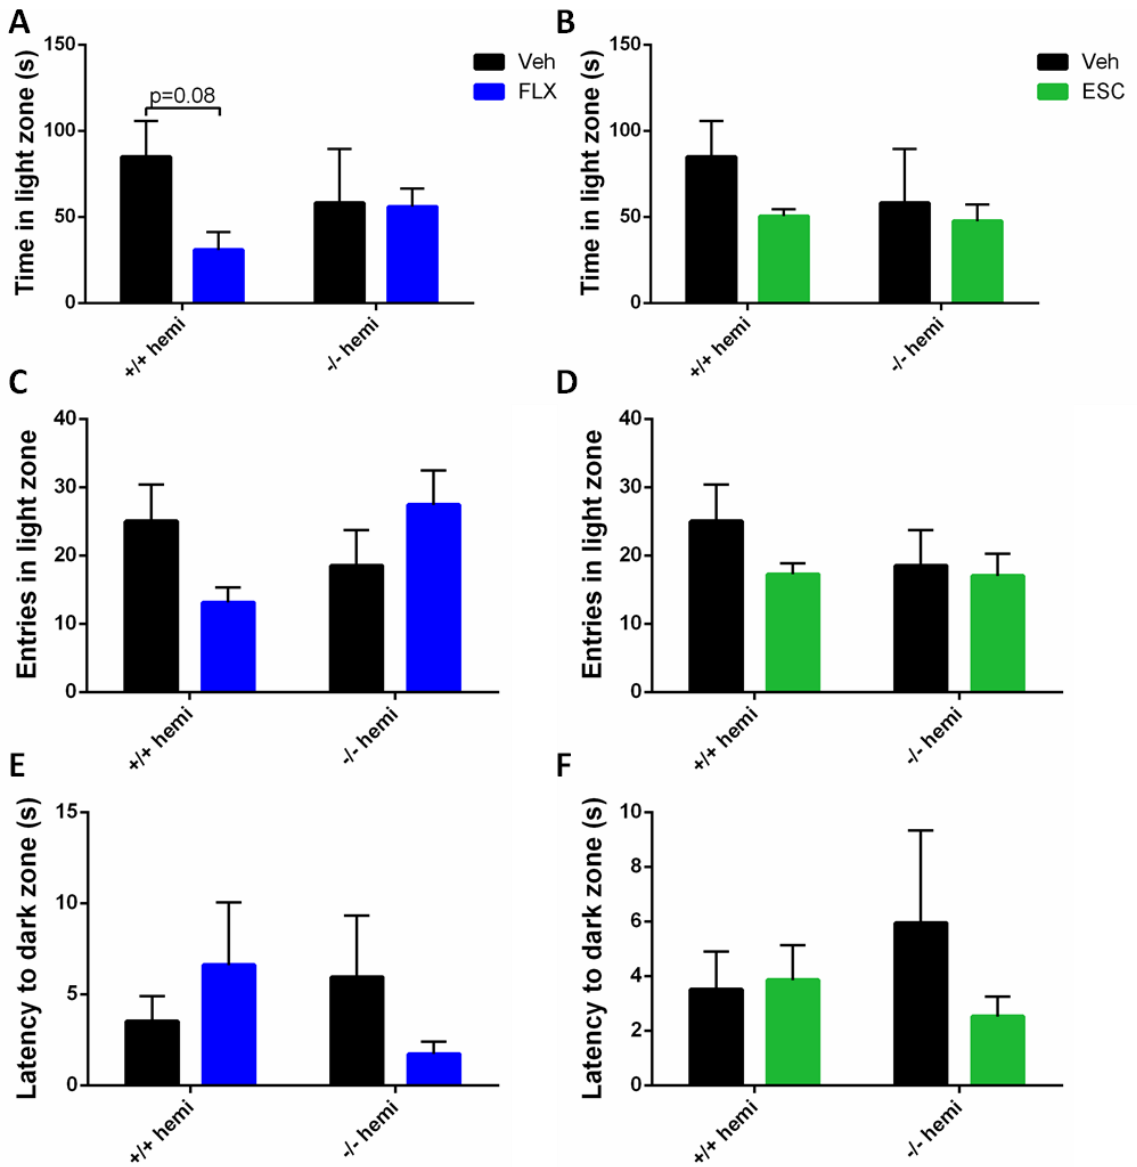 A
Time in light zone (s)
150
100
50
0
p=0.08
Veh
FLX
+/+ hemi
-/- hemi
B
Time in light zone (s)
150
100
50
0
Veh
ESC
+/+ hemi
-/- hemi
C
Entries in light zone
40
30
20
10
0
+/+ hemi
-/- hemi
D
Entries in light zone
40
30
20
10
0
+/+ hemi
-/- hemi
E
Latency to dark zone (s)
15
10
5
0
+/+ hemi
-/- hemi
F
Latency to dark zone (s)
10
8
6
4
2
0
+/+ hemi
-/- hemi